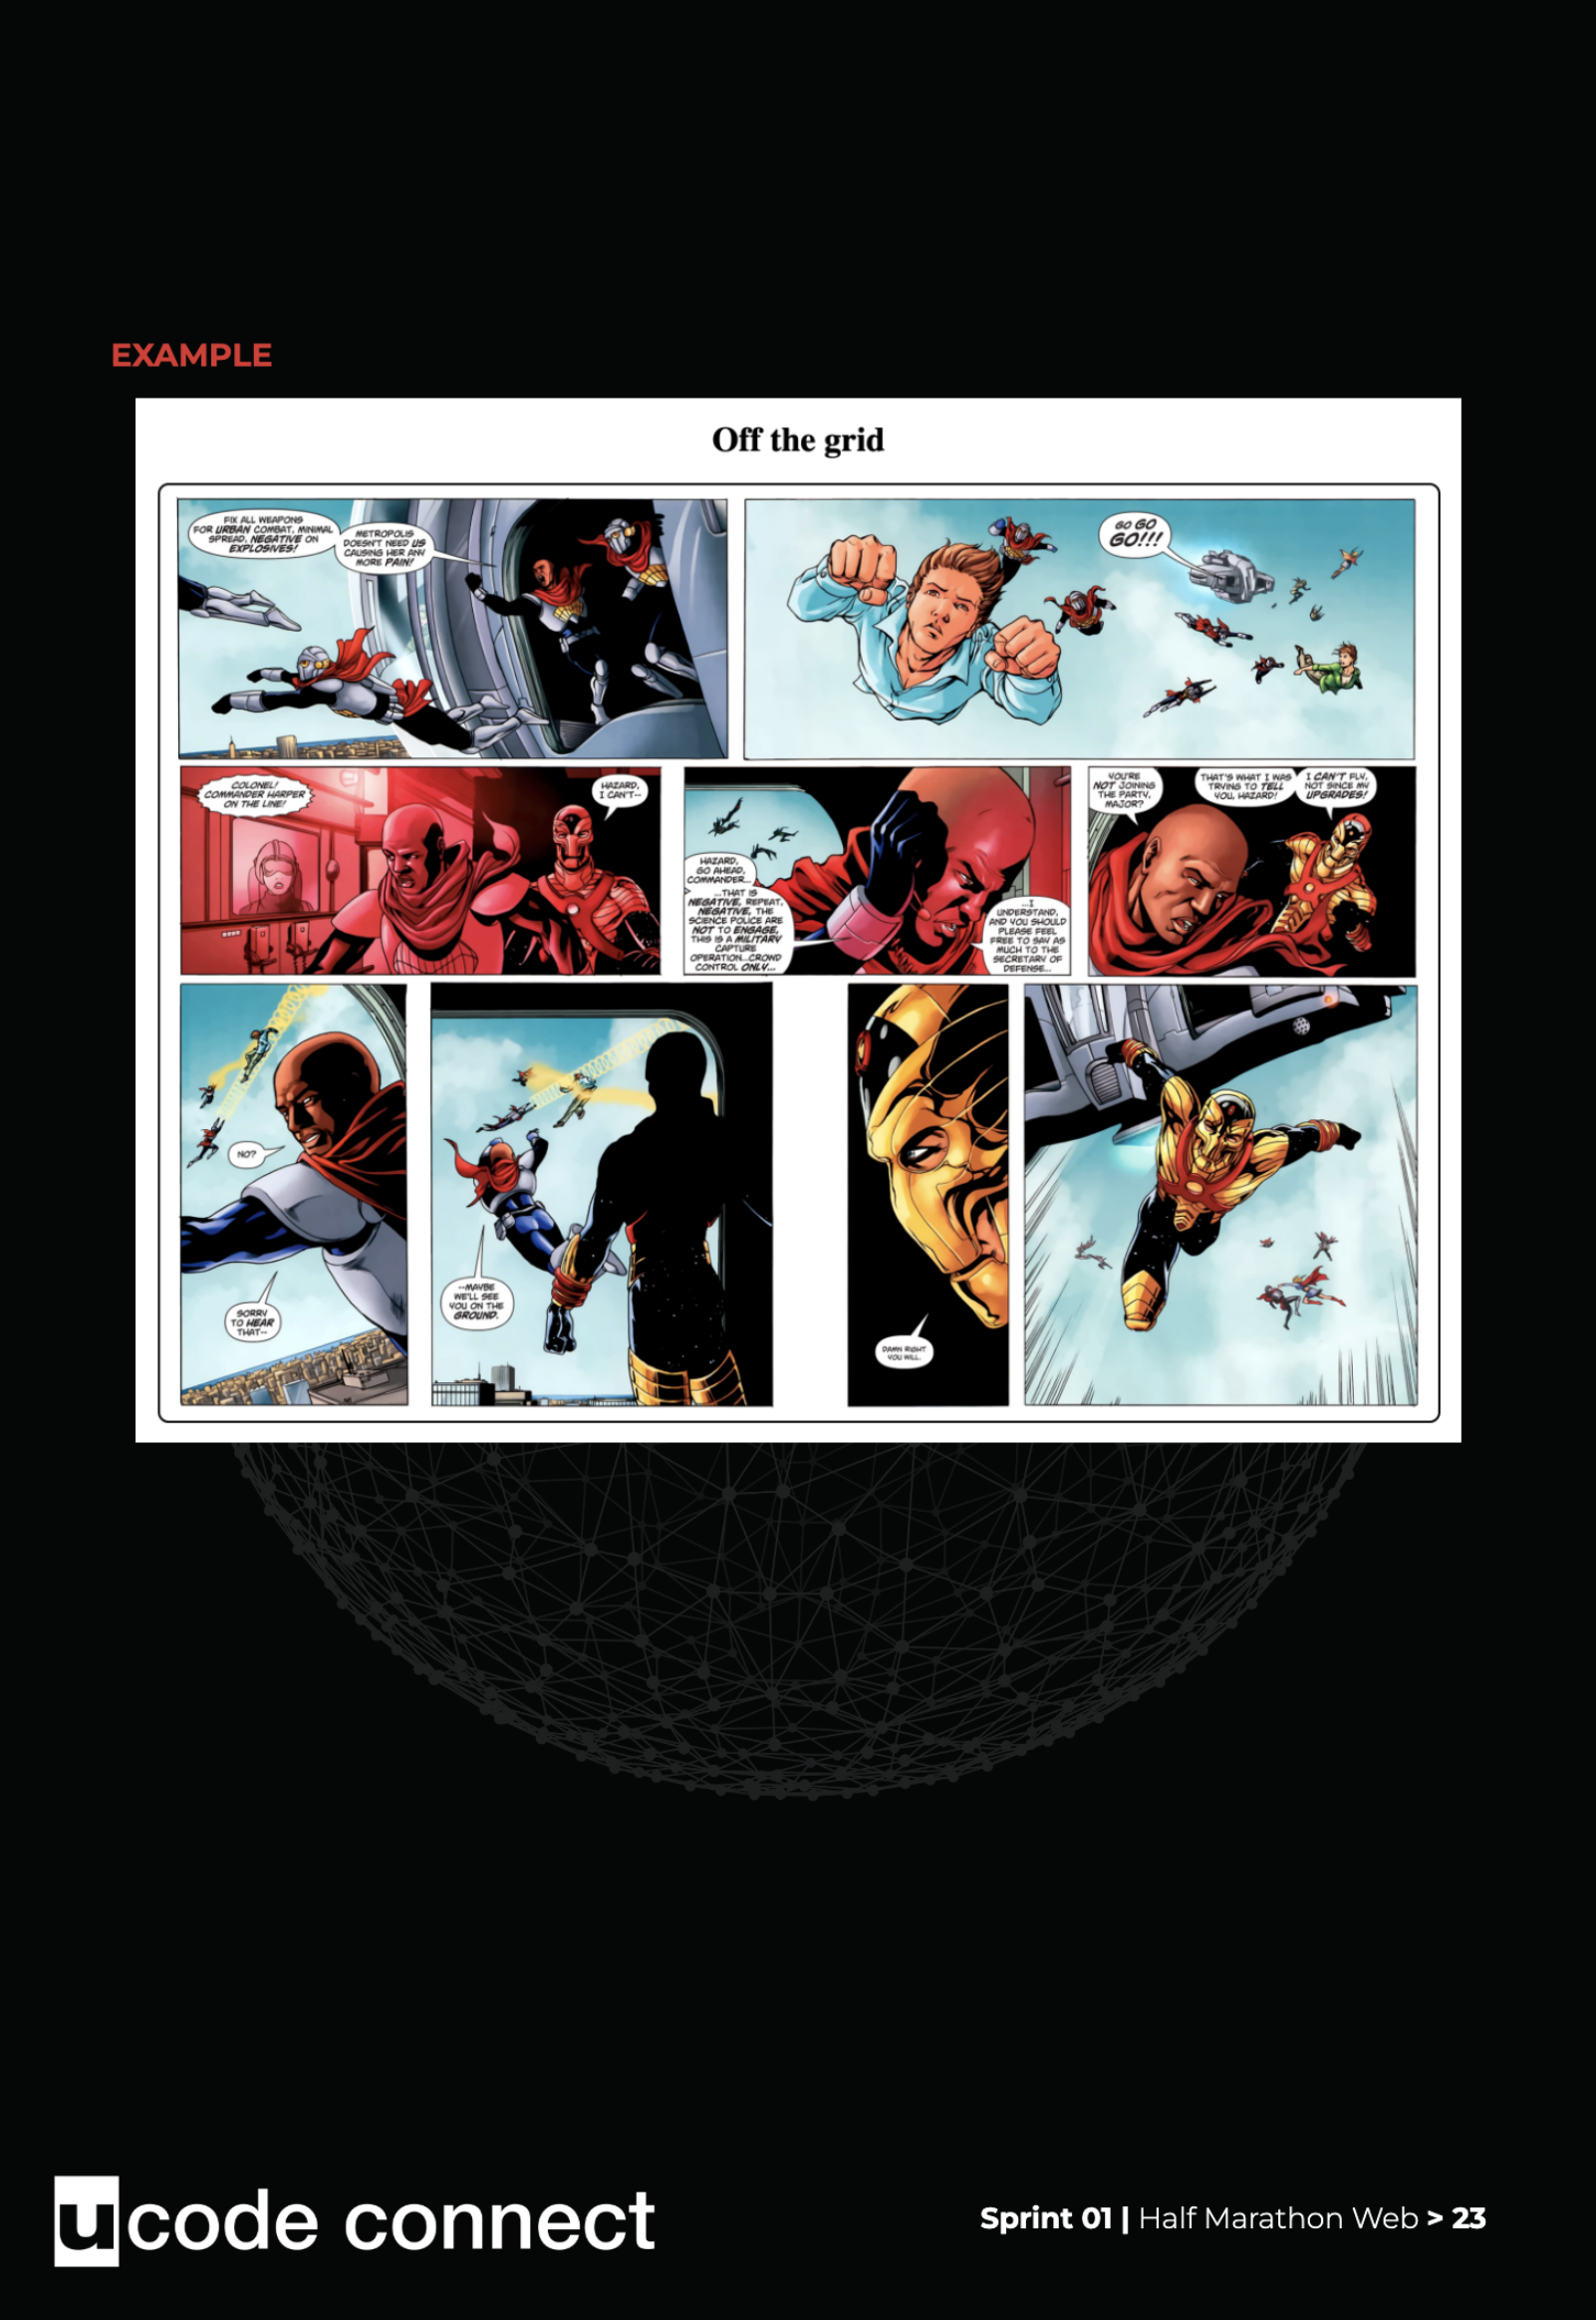 EXAMPLE
Off the grid
FIX ALL WEAPONS
FOR URBAN COMBAT, MINIMAL
SPREAD, NEGATIVE ON
EXPLOSIVES!
METROPOLIS
DOESN'T NEED US
CAUSING HER ANY
MORE PAIN!
GO GO
GO!!!
COLONEL!
COMMANDER HARPER
ON THE LINE!
HAZARD,
I CAN'T--
HAZARD,
GO AHEAD,
COMMANDER...
...THAT IS
NEGATIVE, REPEAT,
NEGATIVE, THE
SCIENCE POLICE ARE
NOT TO ENGAGE,
THIS IS A MILITARY
CAPTURE
OPERATION...CROWD
CONTROL ONLY...
...I
UNDERSTAND,
AND YOU SHOULD
PLEASE FEEL
FREE TO SAY AS
MUCH TO THE
SECRETARY OF
DEFENSE...
YOU'RE
NOT JOINING
THE PARTY,
MAJOR?
THAT'S WHAT I WAS
TRYING TO TELL
YOU, HAZARD!
I CAN'T FLY,
NOT SINCE MY
UPGRADES!
NO?
SORRY
TO HEAR
THAT--
--MAYBE
WE'LL SEE
YOU ON THE
GROUND.
DAMN RIGHT
YOU WILL.
ucode connect
Sprint 01 | Half Marathon Web > 23